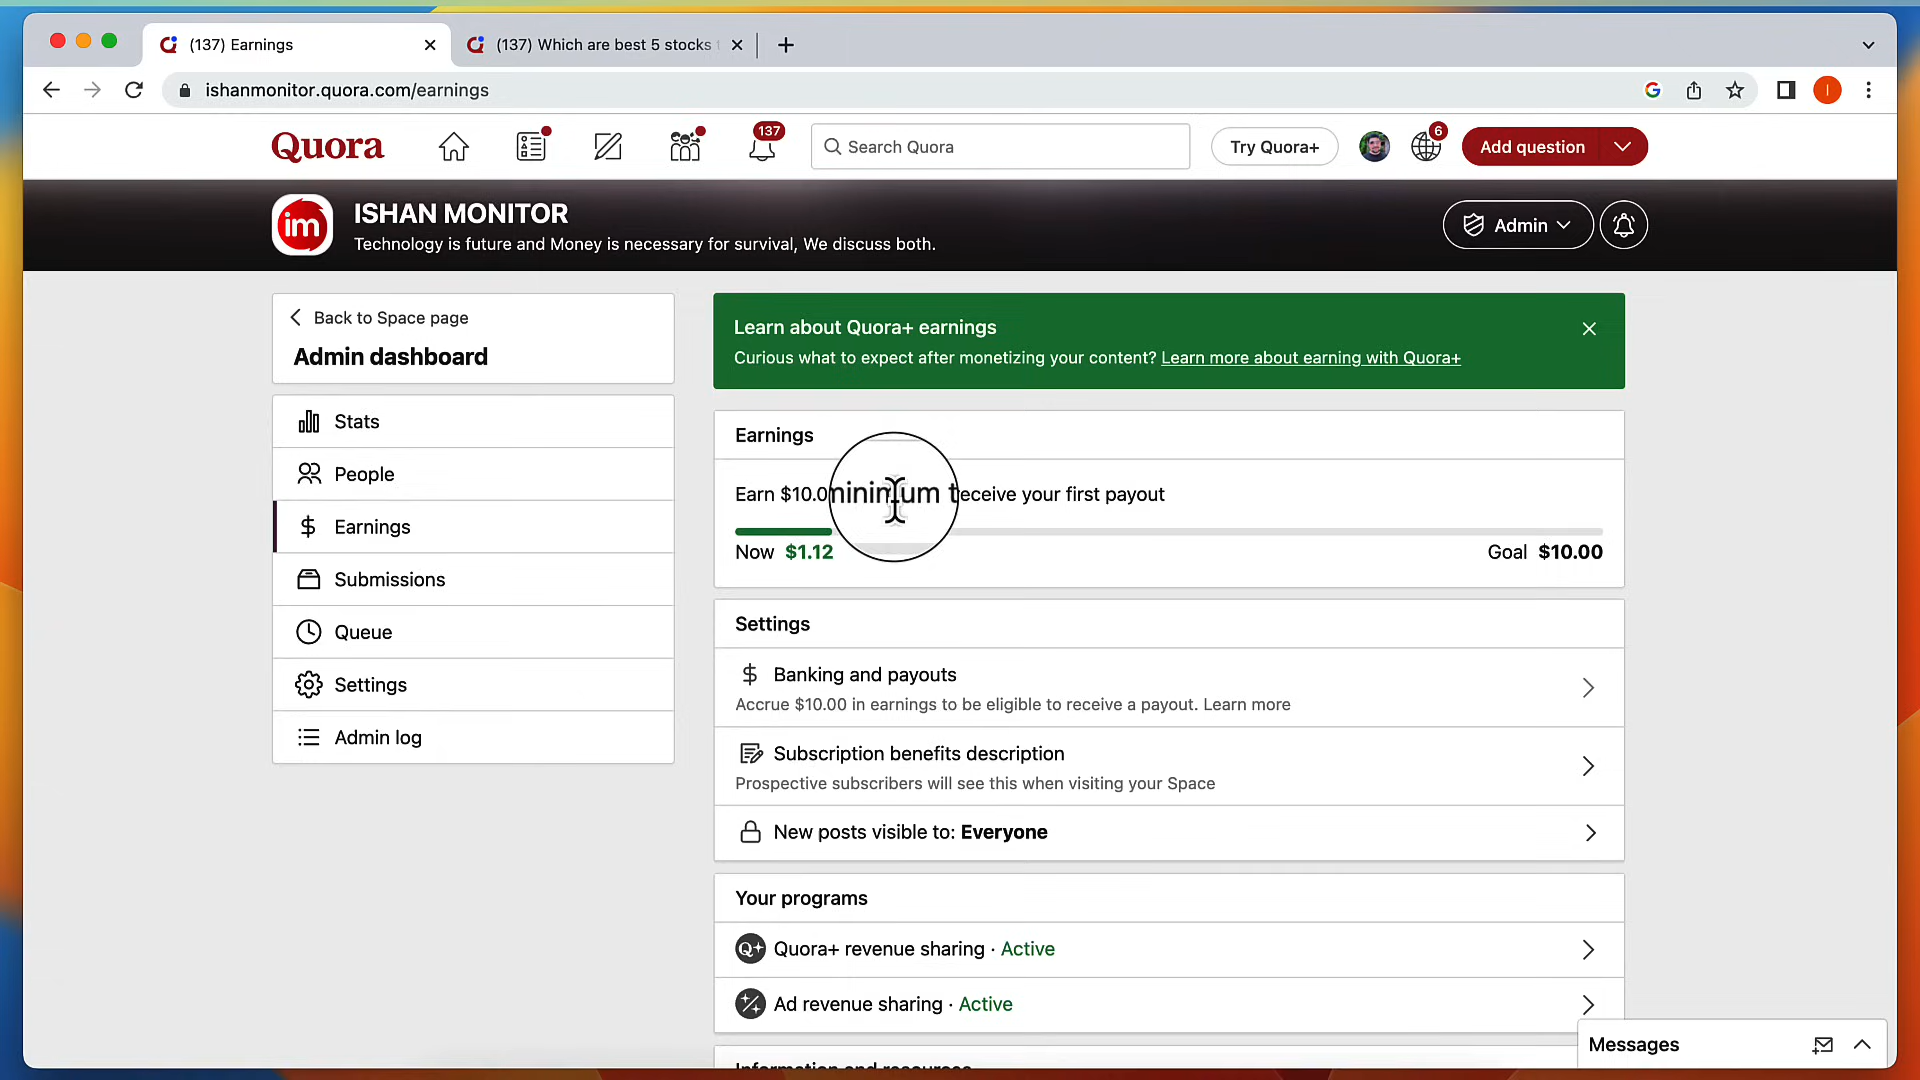 (137) Earnings
(137) Which are best 5 stocks
ishanmonitor.quora.com/earnings
I
Quora
137
Search Quora
Try Quora+
6
Add question
im
ISHAN MONITOR
Technology is future and Money is necessary for survival, We discuss both.
Admin
Back to Space page
Admin dashboard
Stats
People
Earnings
Submissions
Queue
Settings
Admin log
Learn about Quora+ earnings
Curious what to expect after monetizing your content? Learn more about earning with Quora+
Earnings
Earn $10.0 minimum t eceive your first payout
Now $1.12
Goal $10.00
Settings
Banking and payouts
Accrue $10.00 in earnings to be eligible to receive a payout. Learn more
Subscription benefits description
Prospective subscribers will see this when visiting your Space
New posts visible to: Everyone
Your programs
Q+ Quora+ revenue sharing · Active
Ad revenue sharing · Active
Information and resources
Messages